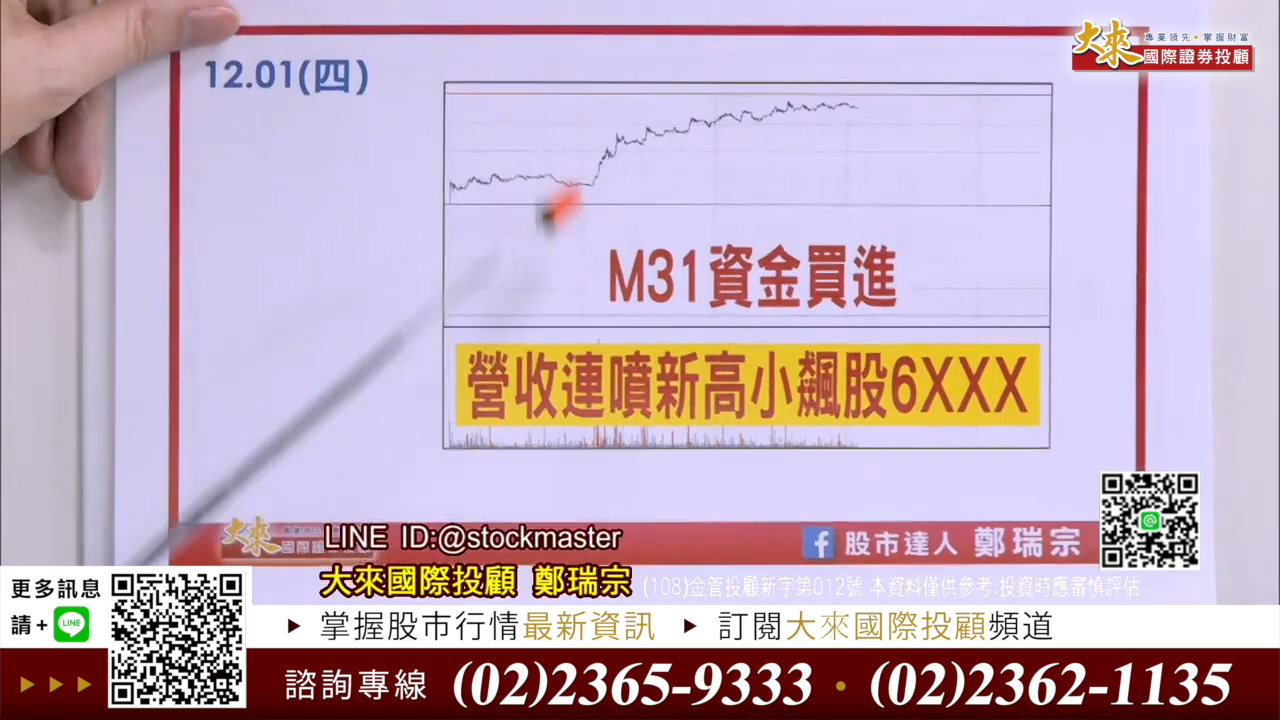 大來
專業領先•掌握財富
國際證券投顧
12.01(四)
M31資金買進
營收連噴新高小飆股6XXX
大來
LINE ID:@stockmaster
f 股市達人 鄭瑞宗
大來國際投顧 鄭瑞宗
(108)金管投顧新字第012號 本資料僅供參考.投資時應審慎評估
更多訊息
請+ LINE
掌握股市行情最新資訊 訂閱大來國際投顧頻道
諮詢專線 (02)2365-9333 • (02)2362-1135